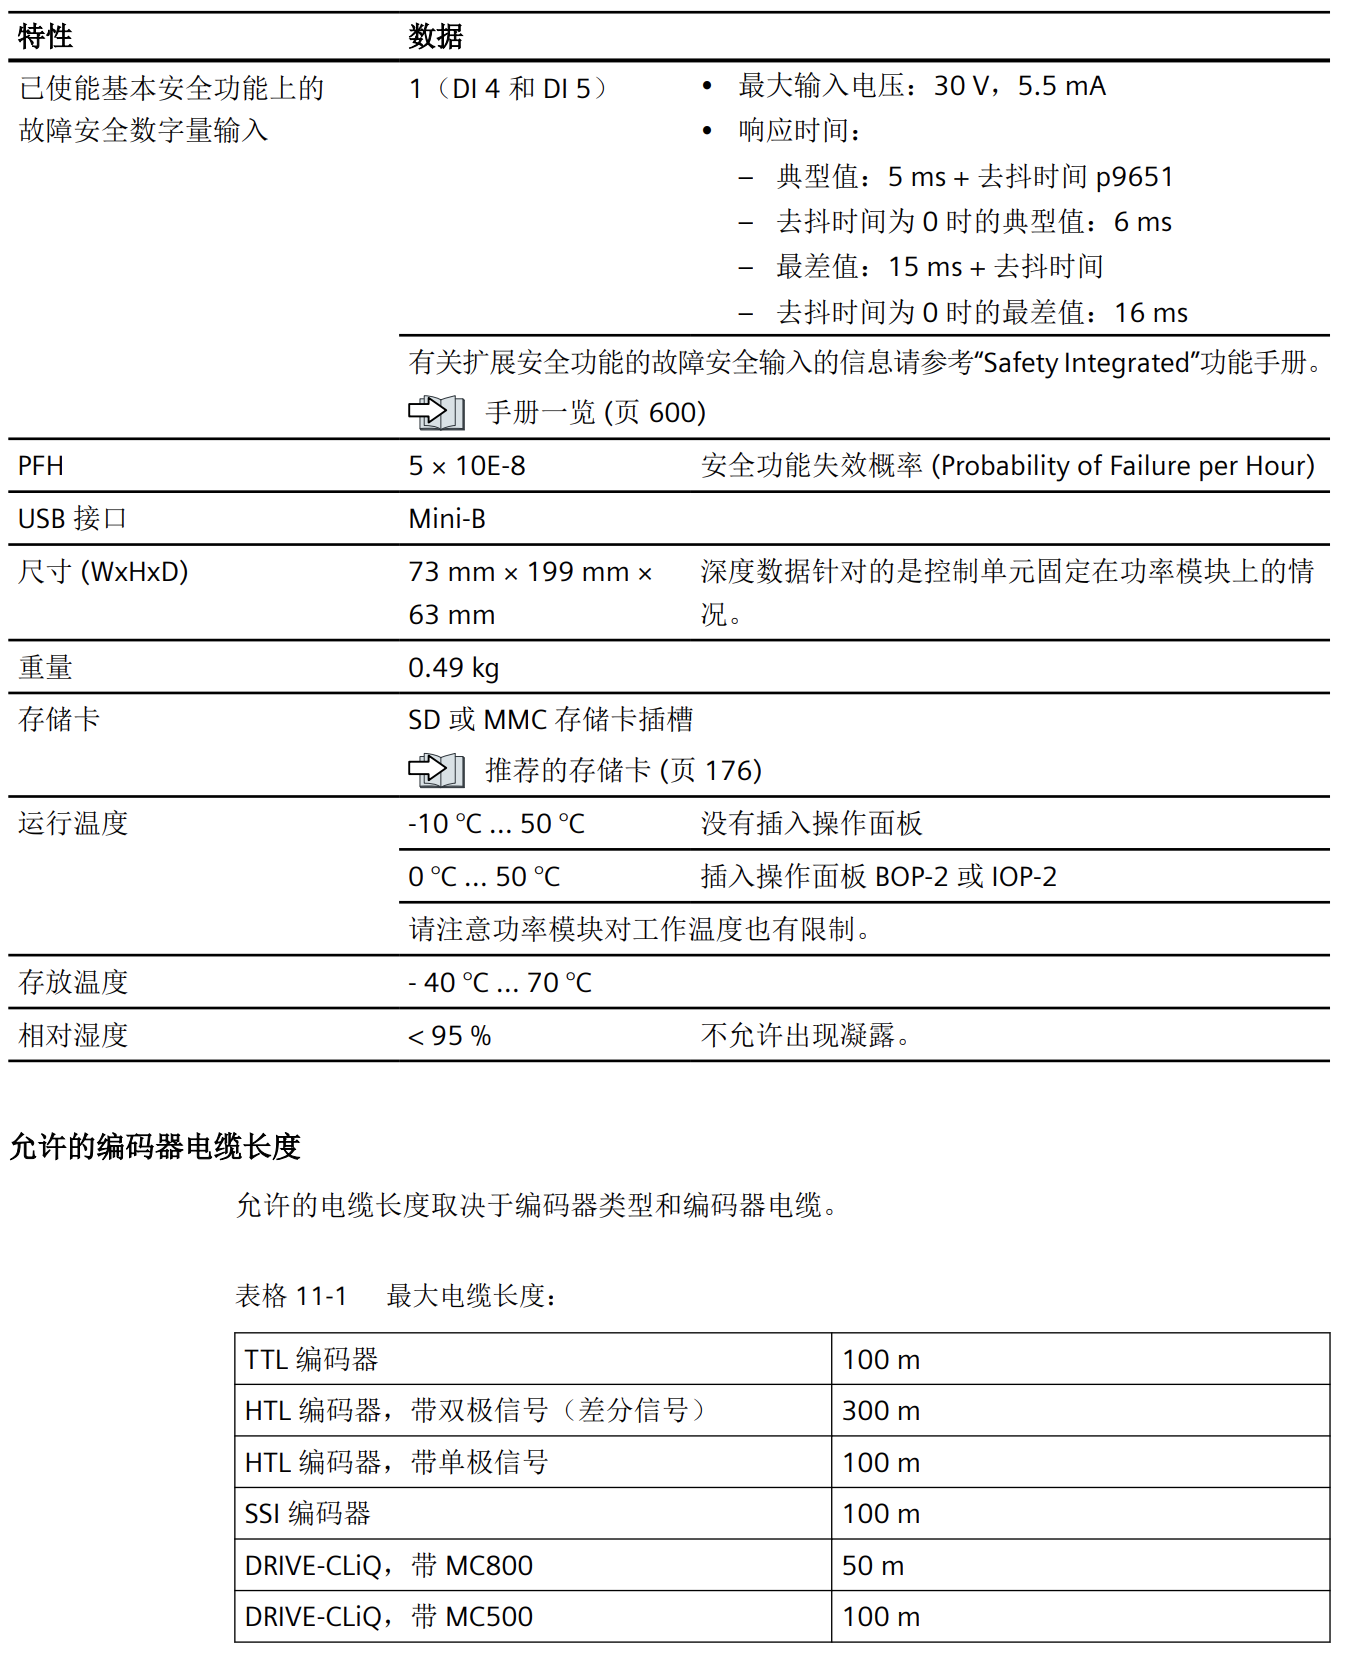 特性 数据
已使能基本安全功能上的 1（DI 4 和 DI 5） • 最大输入电压：30 V，5.5 mA
故障安全数字量输入 • 响应时间：
– 典型值：5 ms + 去抖时间 p9651
– 去抖时间为 0 时的典型值：6 ms
– 最差值：15 ms + 去抖时间
– 去抖时间为 0 时的最差值：16 ms
有关扩展安全功能的故障安全输入的信息请参考“Safety Integrated”功能手册。
手册一览 (页 600)
PFH 5 × 10E-8 安全功能失效概率 (Probability of Failure per Hour)
USB 接口 Mini-B
尺寸 (WxHxD) 73 mm × 199 mm × 深度数据针对的是控制单元固定在功率模块上的情
63 mm 况。
重量 0.49 kg
存储卡 SD 或 MMC 存储卡插槽
推荐的存储卡 (页 176)
运行温度 -10 °C ... 50 °C 没有插入操作面板
0 °C ... 50 °C 插入操作面板 BOP-2 或 IOP-2
请注意功率模块对工作温度也有限制。
存放温度 - 40 °C ... 70 °C
相对湿度 < 95 % 不允许出现凝露。
允许的编码器电缆长度
允许的电缆长度取决于编码器类型和编码器电缆。
表格 11-1 最大电缆长度：
TTL 编码器 100 m
HTL 编码器，带双极信号（差分信号） 300 m
HTL 编码器，带单极信号 100 m
SSI 编码器 100 m
DRIVE-CLiQ，带 MC800 50 m
DRIVE-CLiQ，带 MC500 100 m